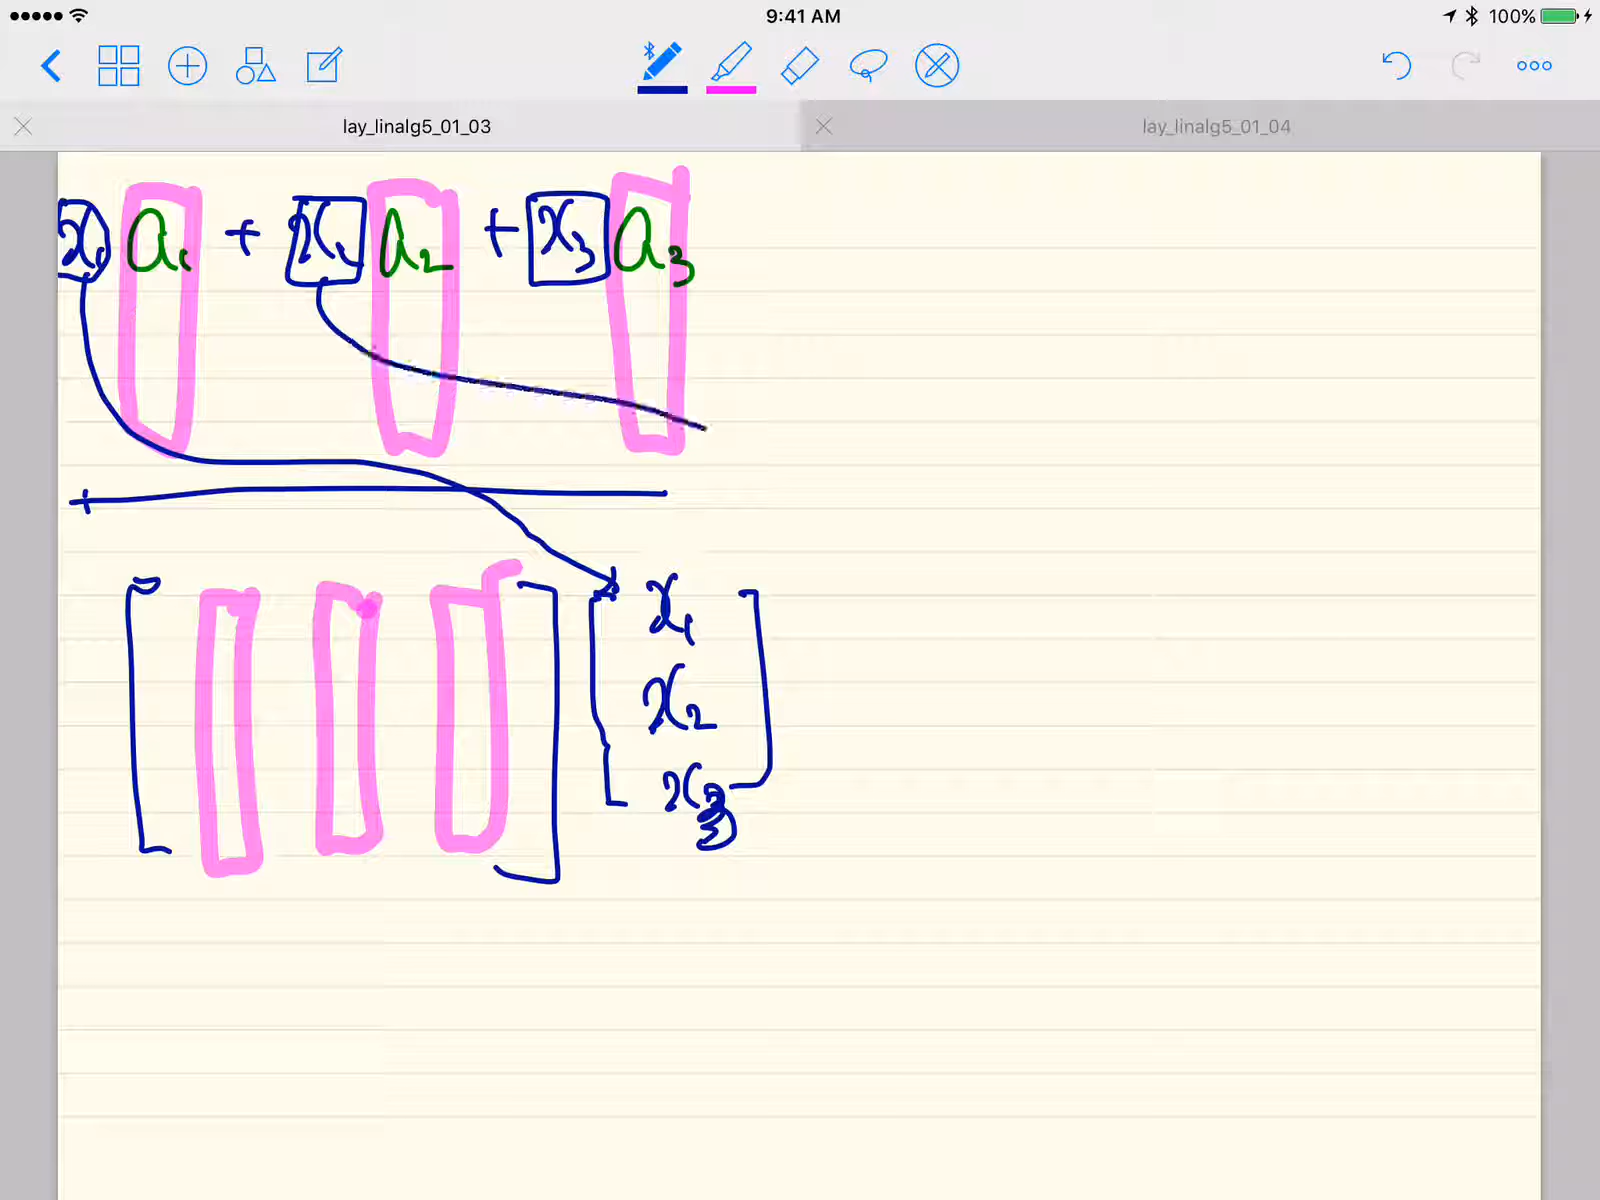 9:41 AM
100%
lay_linalg5_01_03
lay_linalg5_01_04
x₁ a₁ + x₂ a₂ + x₃ a₃
x₁
x₂
x₃